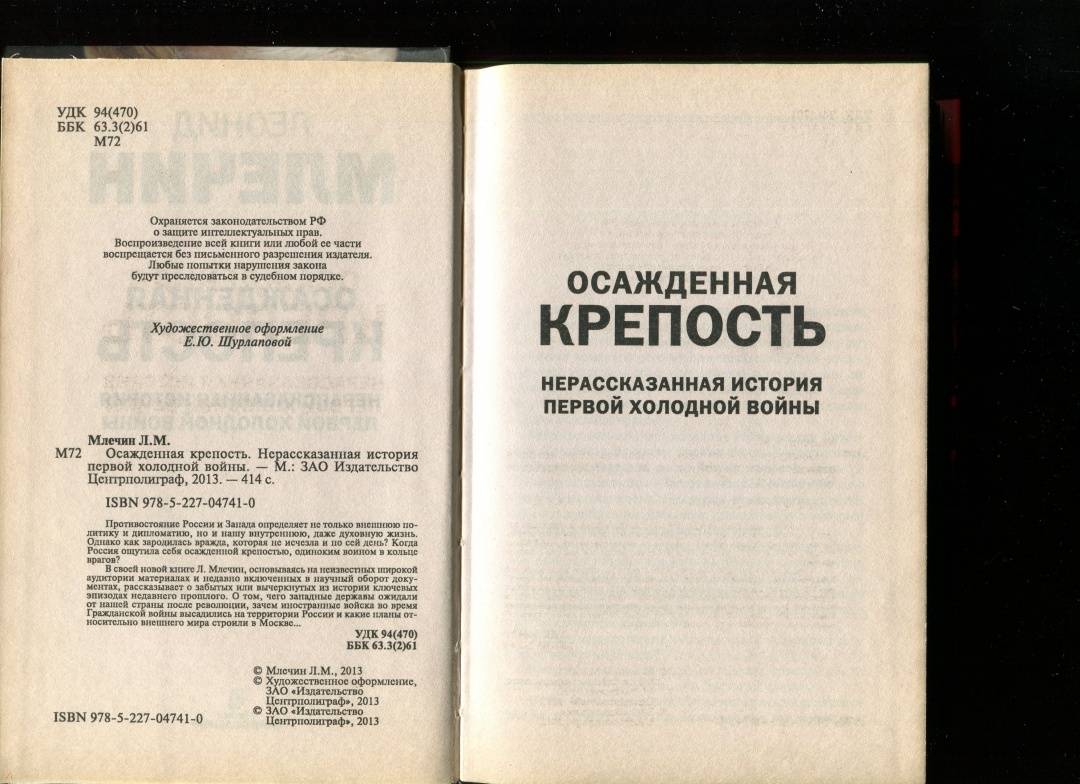 УДК 94(470)
ББК 63.3(2)61
М72
Охраняется законодательством РФ
о защите интеллектуальных прав.
Воспроизведение всей книги или любой ее части
воспрещается без письменного разрешения издателя.
Любые попытки нарушения закона
будут преследоваться в судебном порядке.
Художественное оформление
Е.Ю. Шурлаповой
Млечин Л.М.
М72 Осажденная крепость. Нерассказанная история
первой холодной войны. — М.: ЗАО Издательство
Центрполиграф, 2013. — 414 с.
ISBN 978-5-227-04741-0
Противостояние России и Запада определяет не только внешнюю по-
литику и дипломатию, но и нашу внутреннюю, даже духовную жизнь.
Однако как зародилась вражда, которая не исчезла и по сей день? Когда
Россия ощутила себя осажденной крепостью, одиноким воином в кольце
врагов?
В своей новой книге Л. Млечин, основываясь на неизвестных широкой
аудитории материалах и недавно включенных в научный оборот доку-
ментах, рассказывает о забытых или вычеркнутых из истории ключевых
эпизодах недавнего прошлого. О том, чего западные державы ожидали
от нашей страны после революции, зачем иностранные войска во время
Гражданской войны высадились на территории России и какие планы от-
носительно внешнего мира строили в Москве...
УДК 94(470)
ББК 63.3(2)61
© Млечин Л.М., 2013
© Художественное оформление,
ЗАО «Издательство
Центрполиграф», 2013
© ЗАО «Издательство
Центрполиграф», 2013
ISBN 978-5-227-04741-0
ОСАЖДЕННАЯ
КРЕПОСТЬ
НЕРАССКАЗАННАЯ ИСТОРИЯ
ПЕРВОЙ ХОЛОДНОЙ ВОЙНЫ